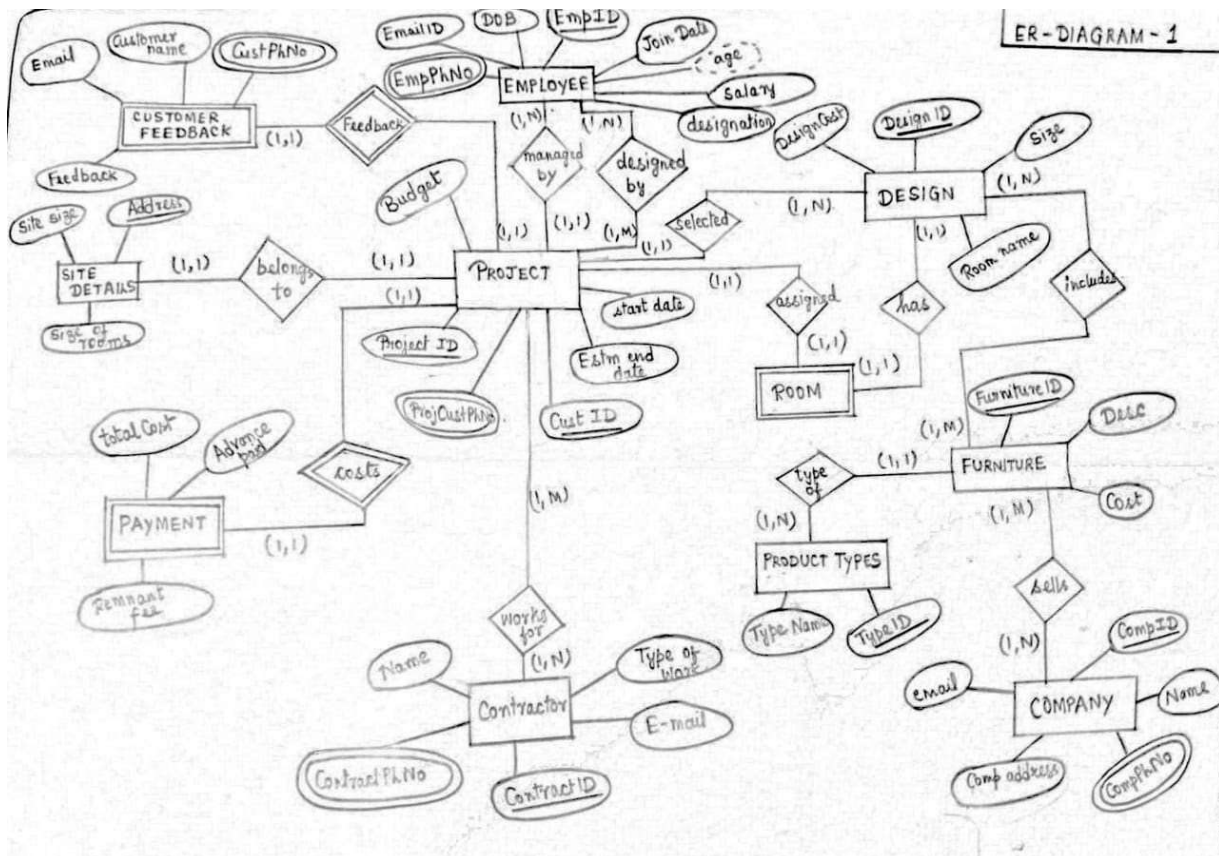 ER-DIAGRAM-1
Email
Customer
name
CustPhNo
CUSTOMER
FEEDBACK
Feedback
(1,1)
Feedback
EmailID
DOB
EmpID
Join Date
age
salary
designation
EmpPhNo
EMPLOYEE
(1,N)
(1,N)
managed
by
designed
by
(1,1)
(1,1)
(1,M)
(1,1)
selected
(1,N)
DesignCost
Design ID
Size
DESIGN
(1,N)
(1,1)
Room name
includes
has
Site size
Address
SITE
DETAILS
Size of
rooms
(1,1)
belongs
to
(1,1)
(1,1)
Budget
PROJECT
start date
Estm end
date
Project ID
ProjCustPhNo
Cust ID
(1,1)
assigned
(1,1)
(1,1)
ROOM
totalCost
Advance
paid
PAYMENT
Remnant
fee
(1,1)
costs
(1,M)
FurnitureID
Desc
(1,M)
FURNITURE
Cost
(1,1)
type
of
(1,N)
PRODUCT TYPES
Type Name
TypeID
(1,M)
sells
(1,N)
works
for
(1,N)
Name
Type of
Work
Contractor
E-mail
ContractPhNo
ContractID
CompID
email
Name
COMPANY
Comp address
CompPhNo